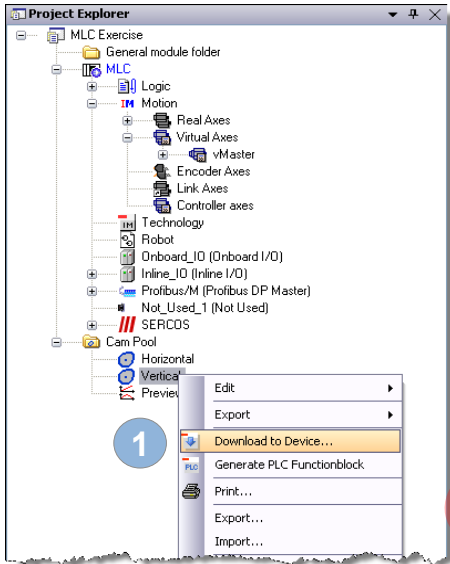 Project Explorer
MLC Exercise
General module folder
MLC
Logic
IM Motion
Real Axes
Virtual Axes
vMaster
Encoder Axes
Link Axes
Controller axes
IM Technology
Robot
Onboard_IO (Onboard I/O)
Inline_IO (Inline I/O)
Profibus/M (Profibus DP Master)
Not_Used_1 (Not Used)
SERCOS
Cam Pool
Horizontal
Vertical
Preview
Edit
Export
1
Download to Device...
PLC Generate PLC Functionblock
Print...
Export...
Import...